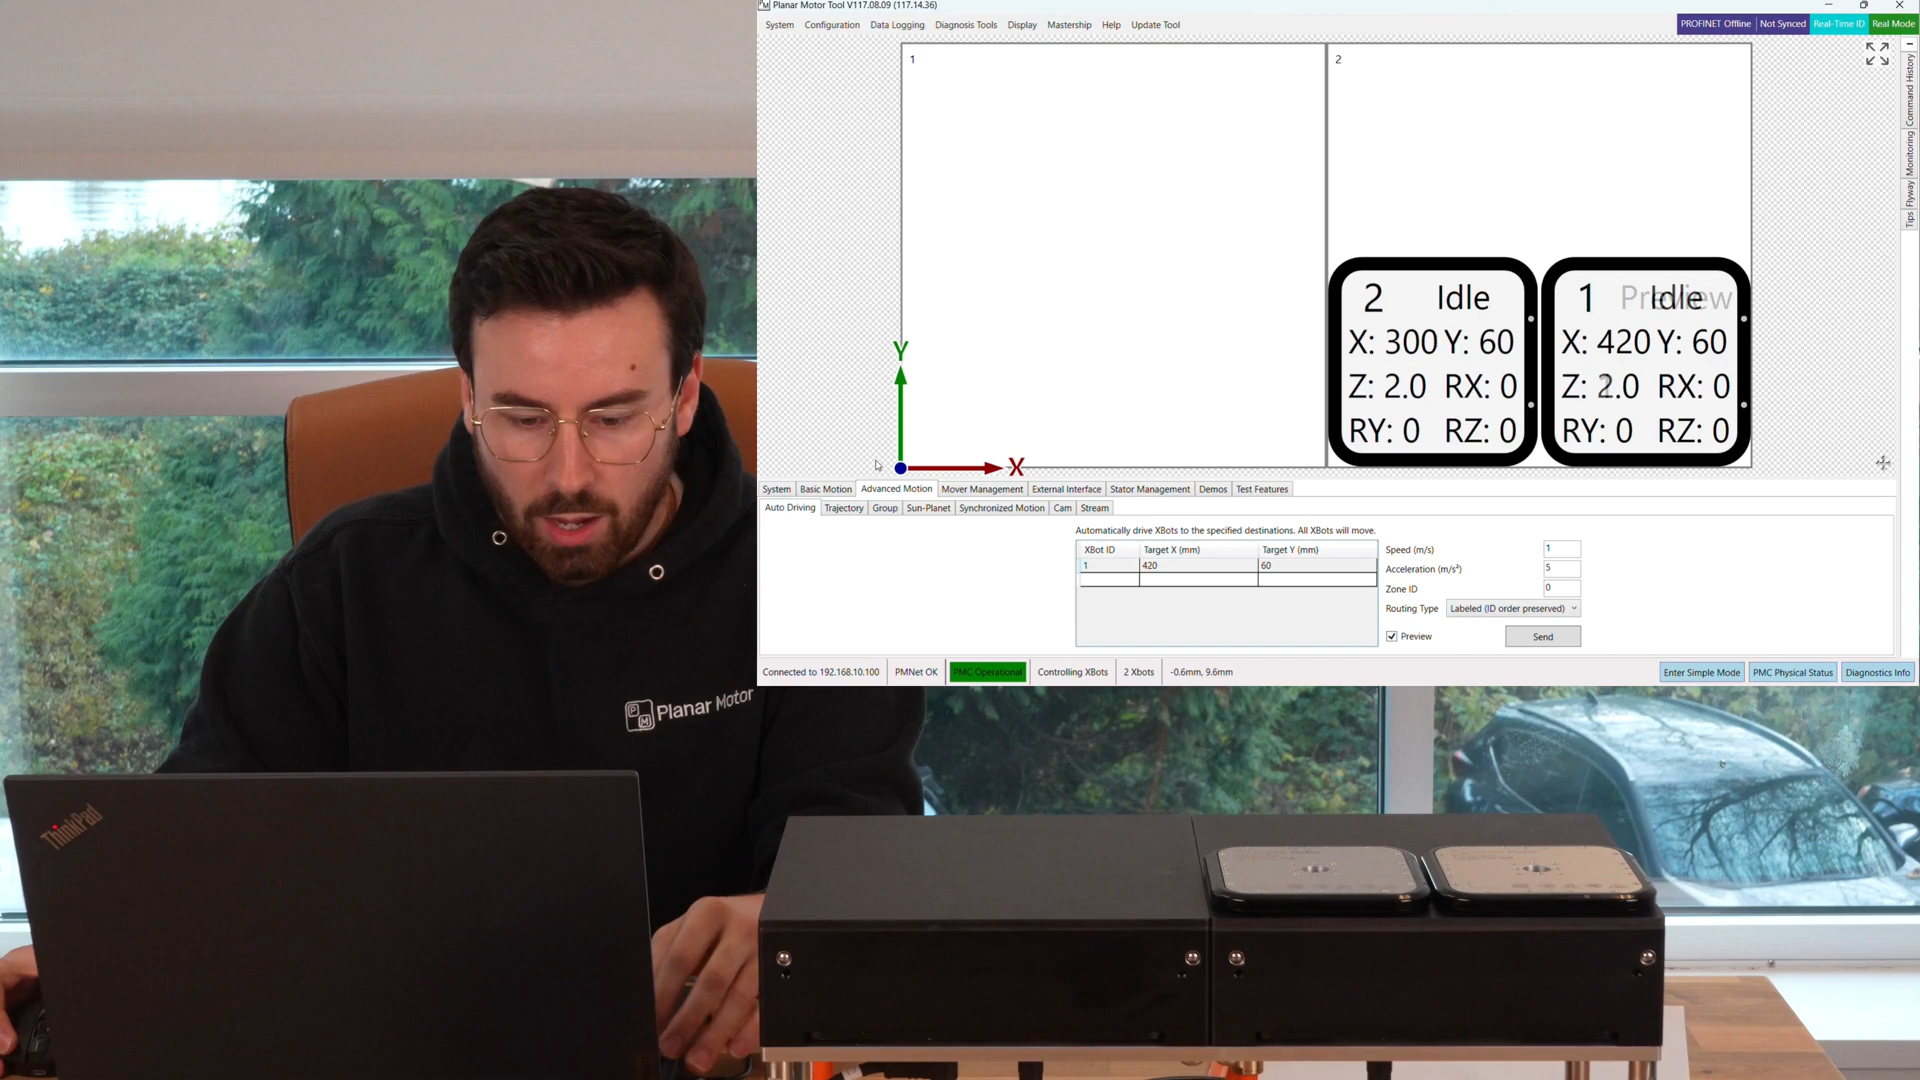 Planar Motor Tool V117.08.09 (117.14.36)
System Configuration Data Logging Diagnosis Tools Display Mastership Help Update Tool
PROFINET Offline Not Synced Real-Time ID Real Mode
1
2
Command History
Monitoring
Flyway
Tips
2 Idle
X: 300 Y: 60
Z: 2.0 RX: 0
RY: 0 RZ: 0
1 Idle Preview
X: 420 Y: 60
Z: 2.0 RX: 0
RY: 0 RZ: 0
Y
X
System Basic Motion Advanced Motion Mover Management External Interface Stator Management Demos Test Features
Auto Driving Trajectory Group Sun-Planet Synchronized Motion Cam Stream
Automatically drive XBots to the specified destinations. All XBots will move.
XBot ID Target X (mm) Target Y (mm)
1 420 60
Speed (m/s) 1
Acceleration (m/s²) 5
Zone ID 0
Routing Type Labeled (ID order preserved)
Preview Send
Connected to 192.168.10.100 PMNet OK PMC Operational Controlling XBots 2 Xbots -0.6mm, 9.6mm
Enter Simple Mode PMC Physical Status Diagnostics Info
PM Planar Motor
ThinkPad